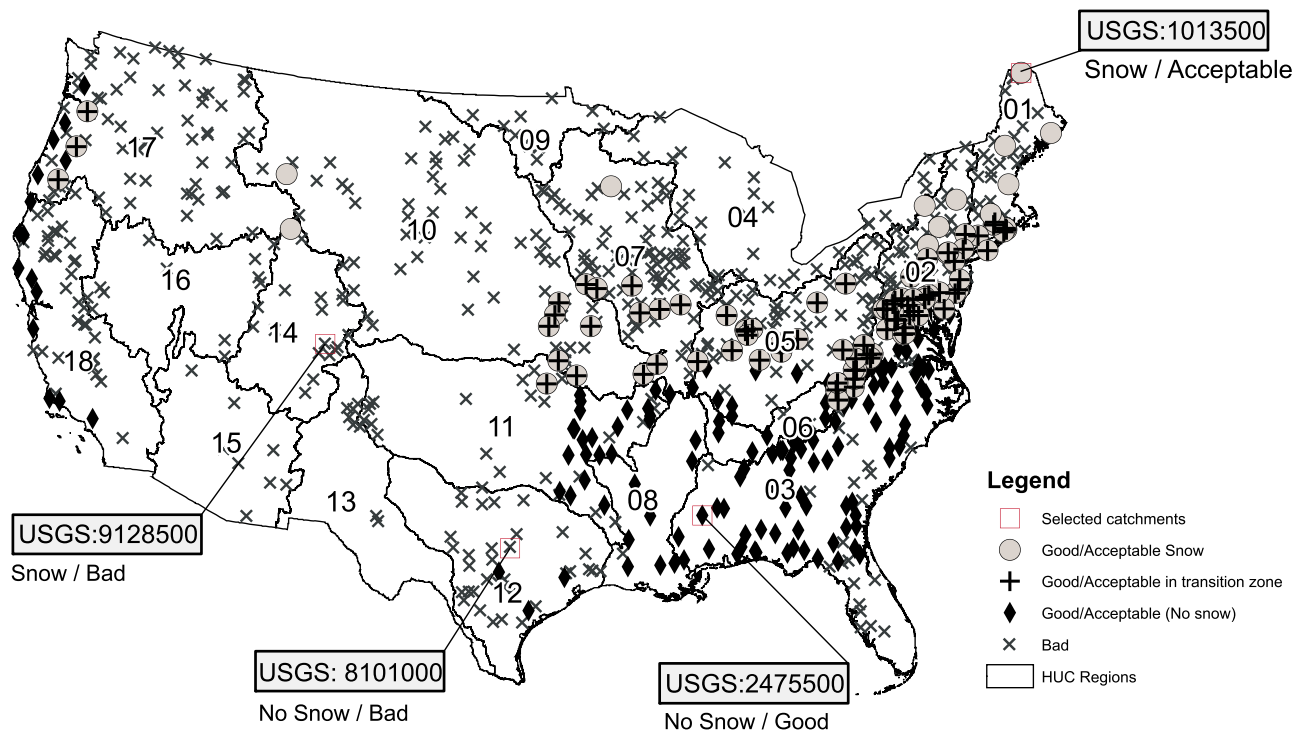 USGS:1013500
Snow / Acceptable
01
17
09
10
04
07
16
02
14
05
18
11
06
15
03
13
08
Legend
Selected catchments
USGS:9128500
Good/Acceptable Snow
Snow / Bad
Good/Acceptable in transition zone
12
Good/Acceptable (No snow)
Bad
USGS: 8101000
USGS:2475500
HUC Regions
No Snow / Bad
No Snow / Good